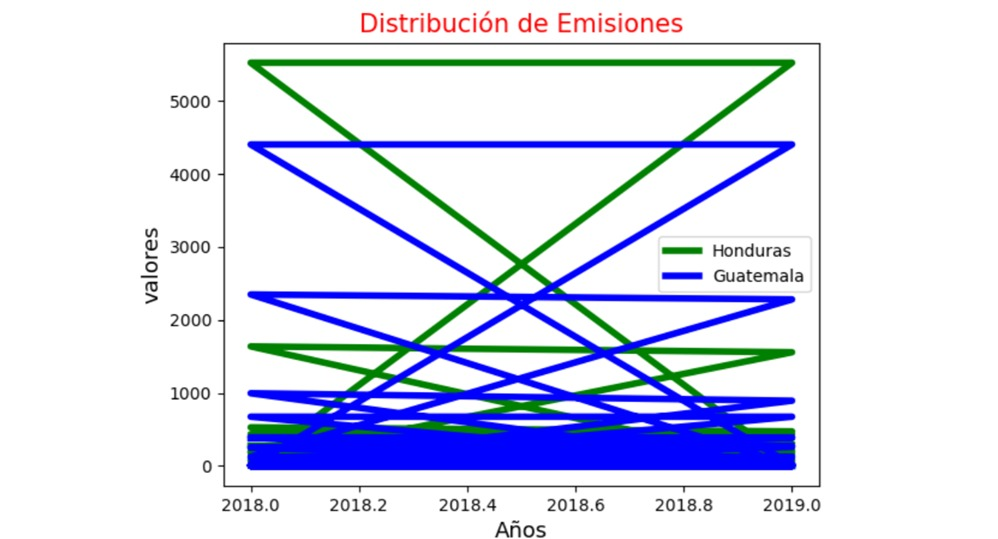 Distribución de Emisiones
valores
5000
4000
3000
2000
1000
0
Honduras
Guatemala
2018.0 2018.2 2018.4 2018.6 2018.8 2019.0
Años